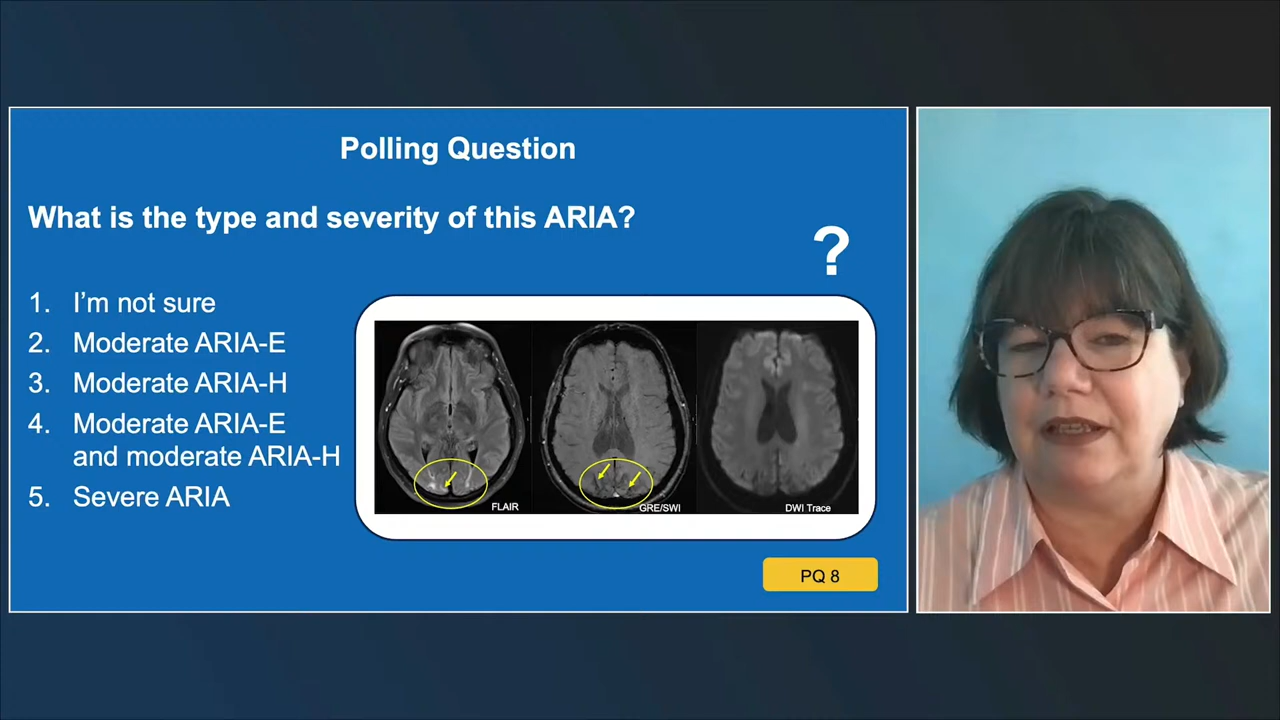 Polling Question
What is the type and severity of this ARIA?
?
1. I'm not sure
2. Moderate ARIA-E
3. Moderate ARIA-H
4. Moderate ARIA-E
and moderate ARIA-H
5. Severe ARIA
FLAIR
GRE/SWI
DWI Trace
PQ 8